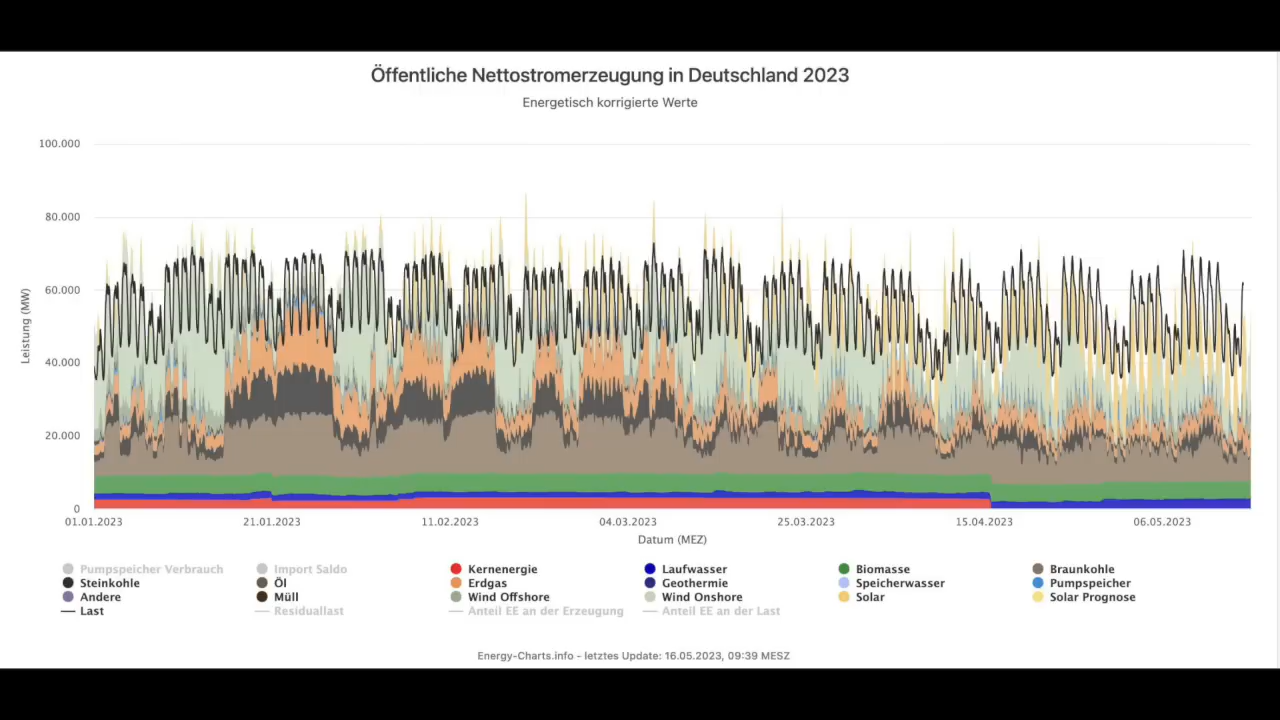 Öffentliche Nettostromerzeugung in Deutschland 2023
Energetisch korrigierte Werte
100.000
80.000
60.000
40.000
20.000
0
Leistung (MW)
01.01.2023 21.01.2023 11.02.2023 04.03.2023 25.03.2023 15.04.2023 06.05.2023
Datum (MEZ)
Pumpspeicher Verbrauch Import Saldo Kernenergie Laufwasser Biomasse Braunkohle
Steinkohle Öl Erdgas Geothermie Speicherwasser Pumpspeicher
Andere Müll Wind Offshore Wind Onshore Solar Solar Prognose
Last Residuallast Anteil EE an der Erzeugung Anteil EE an der Last
Energy-Charts.info - letztes Update: 16.05.2023, 09:39 MESZ